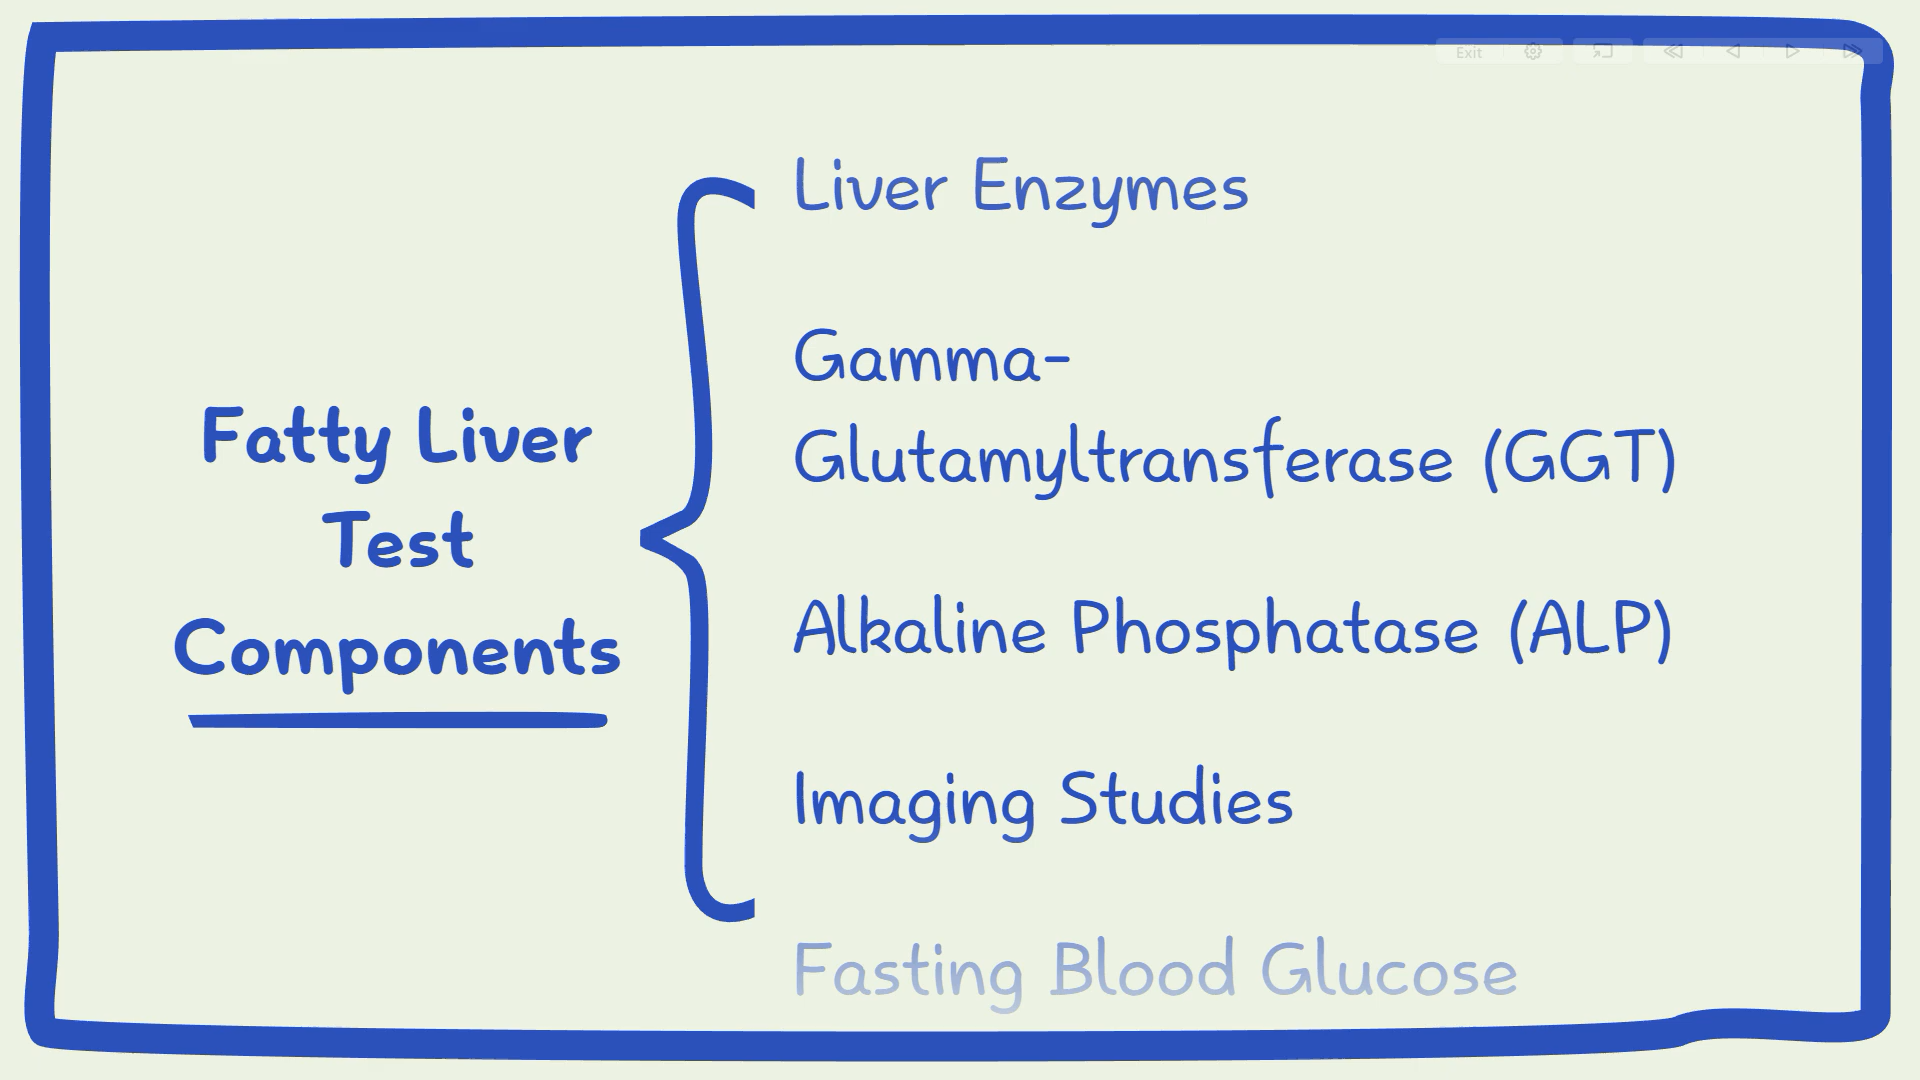 Exit
Fatty Liver
Test
Components
Liver Enzymes
Gamma-
Glutamyltransferase (GGT)
Alkaline Phosphatase (ALP)
Imaging Studies
Fasting Blood Glucose